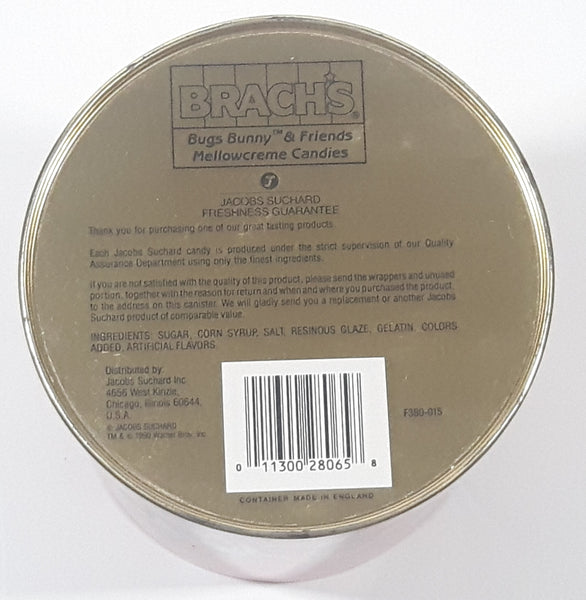 BRACH'S®
Bugs Bunny™ & Friends
Mellowcreme Candies
J
JACOBS SUCHARD
FRESHNESS GUARANTEE
Thank you for purchasing one of our great tasting products.
Each Jacobs Suchard candy is produced under the strict supervision of our Quality
Assurance Department using only the finest ingredients.
If you are not satisfied with the quality of this product, please send the wrappers and unused
portion, together with the reason for return and when and where you purchased the product,
to the address on this canister. We will gladly send you a replacement or another Jacobs
Suchard product of comparable value.
INGREDIENTS: SUGAR, CORN SYRUP, SALT, RESINOUS GLAZE, GELATIN, COLORS
ADDED, ARTIFICIAL FLAVORS.
Distributed by:
Jacobs Suchard Inc.
4656 West Kinzie,
Chicago, Illinois 60644,
U.S.A.
© JACOBS SUCHARD
TM & © 1990 Warner Bros. Inc.
F380-015
0 11300 28065 8
CONTAINER MADE IN ENGLAND